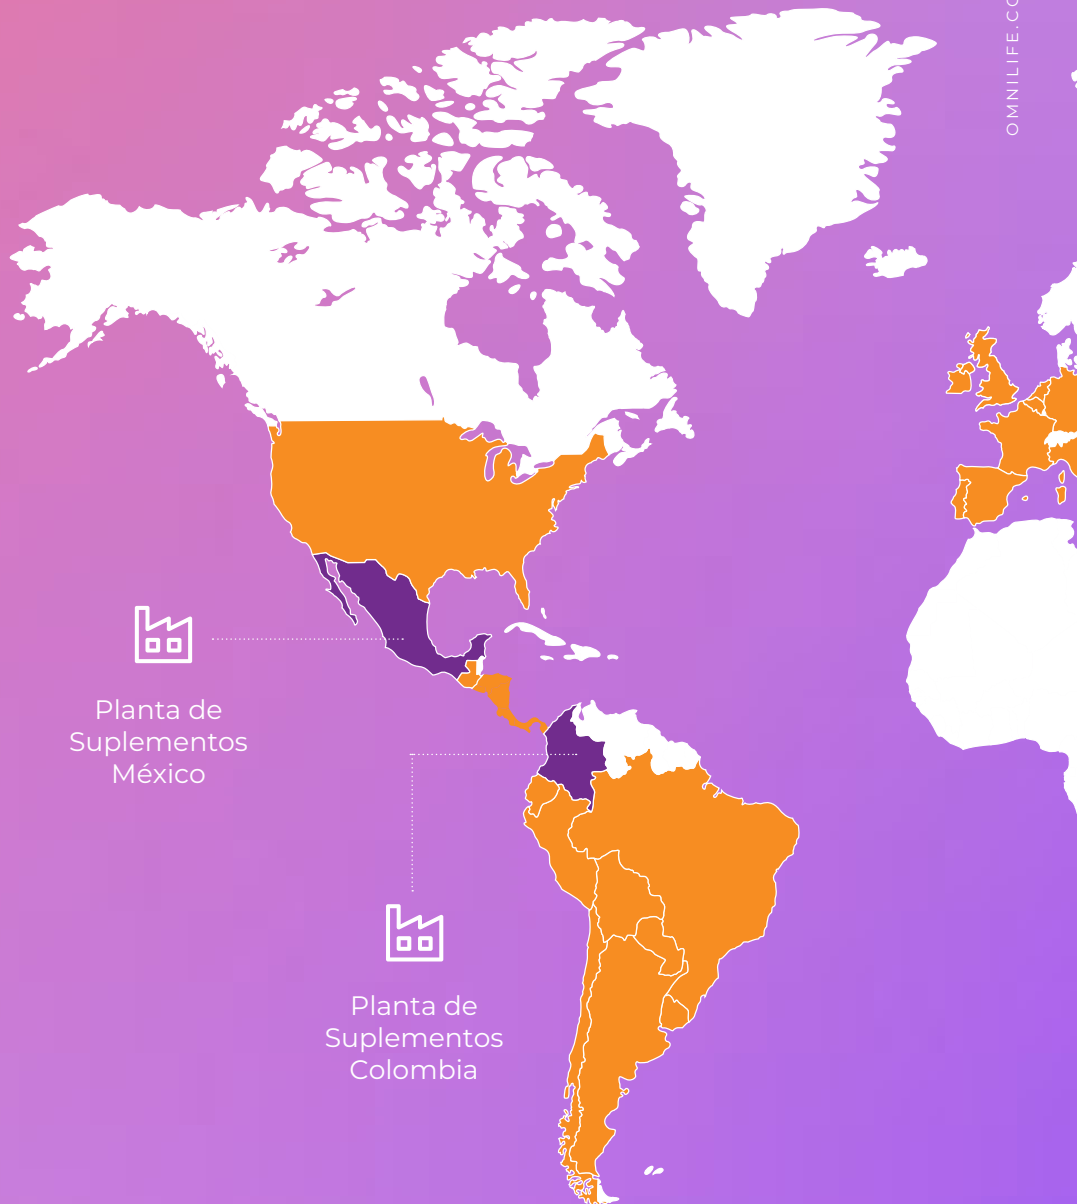 OMNILIFE.CO
Planta de
Suplementos
México
Planta de
Suplementos
Colombia